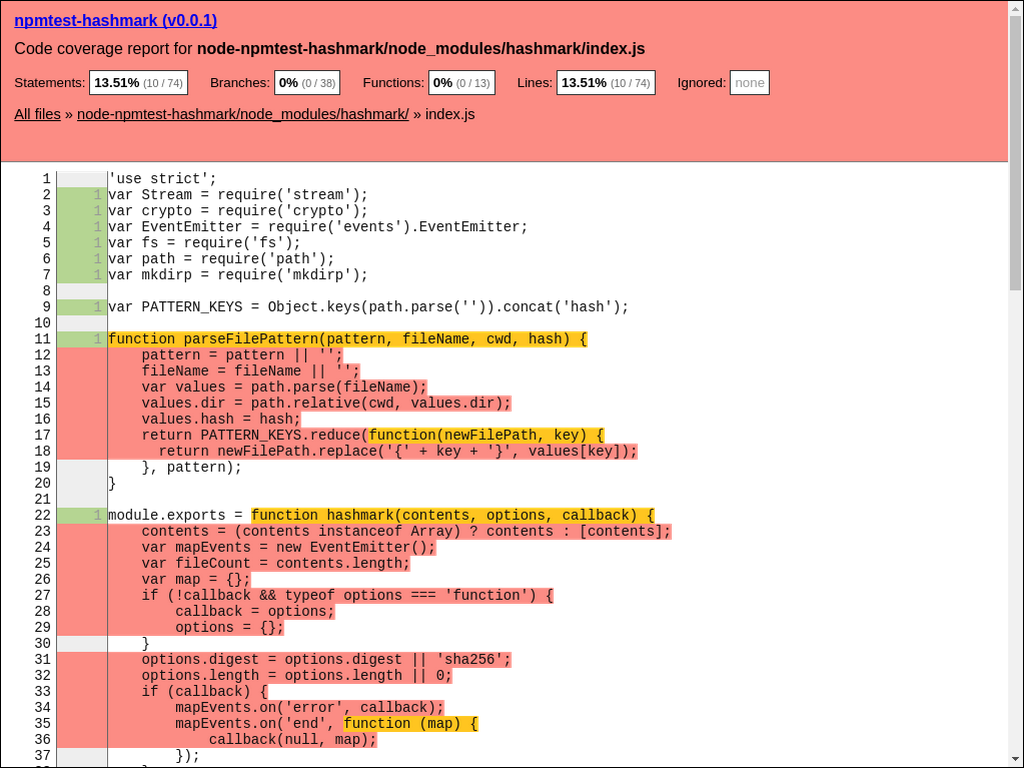 npmtest-hashmark (v0.0.1)
Code coverage report for node-npmtest-hashmark/node_modules/hashmark/index.js
Statements: 13.51% (10 / 74) Branches: 0% (0 / 38) Functions: 0% (0 / 13) Lines: 13.51% (10 / 74) Ignored: none
All files » node-npmtest-hashmark/node_modules/hashmark/ » index.js
1 'use strict';
2 1 var Stream = require('stream');
3 1 var crypto = require('crypto');
4 1 var EventEmitter = require('events').EventEmitter;
5 1 var fs = require('fs');
6 1 var path = require('path');
7 1 var mkdirp = require('mkdirp');
8
9 1 var PATTERN_KEYS = Object.keys(path.parse('')).concat('hash');
10
11 1 function parseFilePattern(pattern, fileName, cwd, hash) {
12     pattern = pattern || '';
13     fileName = fileName || '';
14     var values = path.parse(fileName);
15     values.dir = path.relative(cwd, values.dir);
16     values.hash = hash;
17     return PATTERN_KEYS.reduce(function(newFilePath, key) {
18       return newFilePath.replace('{' + key + '}', values[key]);
19     }, pattern);
20 }
21
22 1 module.exports = function hashmark(contents, options, callback) {
23     contents = (contents instanceof Array) ? contents : [contents];
24     var mapEvents = new EventEmitter();
25     var fileCount = contents.length;
26     var map = {};
27     if (!callback && typeof options === 'function') {
28         callback = options;
29         options = {};
30     }
31     options.digest = options.digest || 'sha256';
32     options.length = options.length || 0;
33     if (callback) {
34         mapEvents.on('error', callback);
35         mapEvents.on('end', function (map) {
36             callback(null, map);
37         });